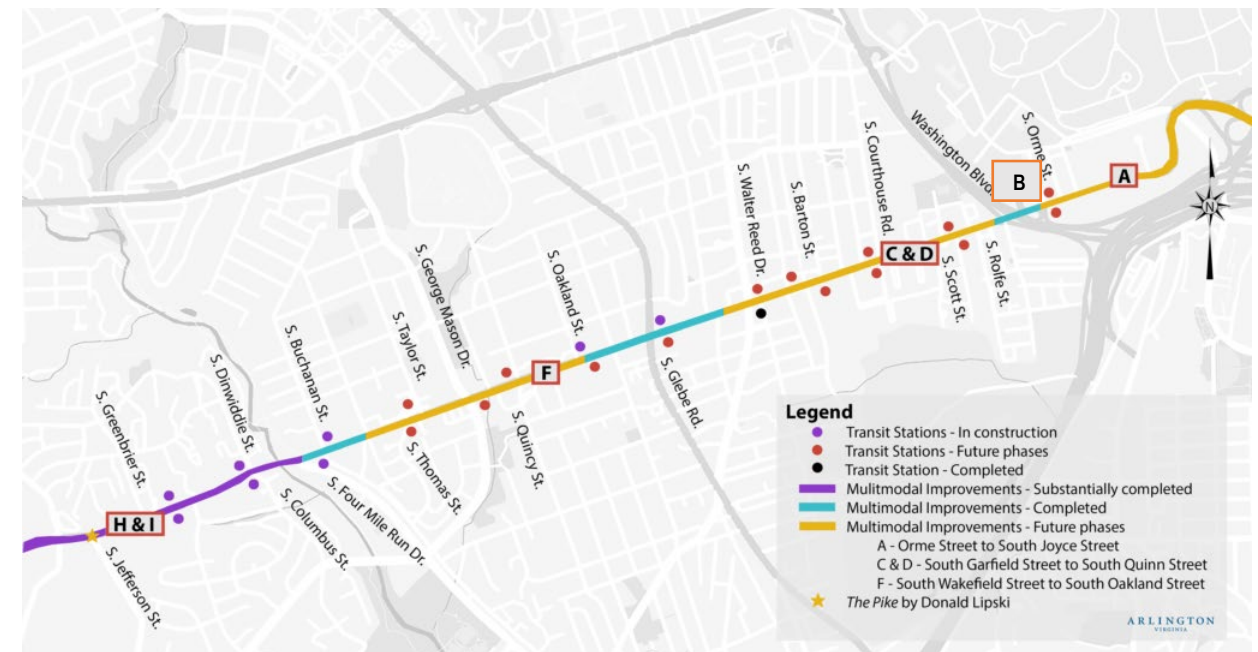 Washington Blvd.
S. Orme St.
B
A
S. Courthouse Rd.
S. Walter Reed Dr.
S. Barton St.
C & D
S. Scott St.
S. Rolfe St.
N
S. Oakland St.
S. George Mason Dr.
S. Taylor St.
S. Glebe Rd.
F
S. Quincy St.
S. Thomas St.
S. Buchanan St.
S. Dinwiddie St.
S. Greenbrier St.
S. Four Mile Run Dr.
S. Columbus St.
H & I
S. Jefferson St.
Legend
Transit Stations - In construction
Transit Stations - Future phases
Transit Station - Completed
Mulitmodal Improvements - Substantially completed
Multimodal Improvements - Completed
Multimodal Improvements - Future phases
A - Orme Street to South Joyce Street
C & D - South Garfield Street to South Quinn Street
F - South Wakefield Street to South Oakland Street
The Pike by Donald Lipski
ARLINGTON
VIRGINIA